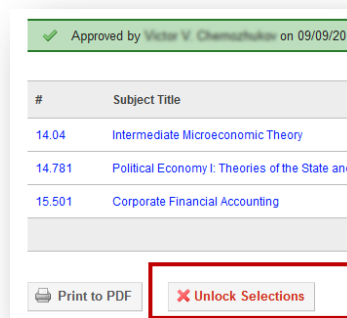 Approved by on 09/09/20
# Subject Title
14.04 Intermediate Microeconomic Theory
14.781 Political Economy I: Theories of the State an
15.501 Corporate Financial Accounting
Print to PDF Unlock Selections